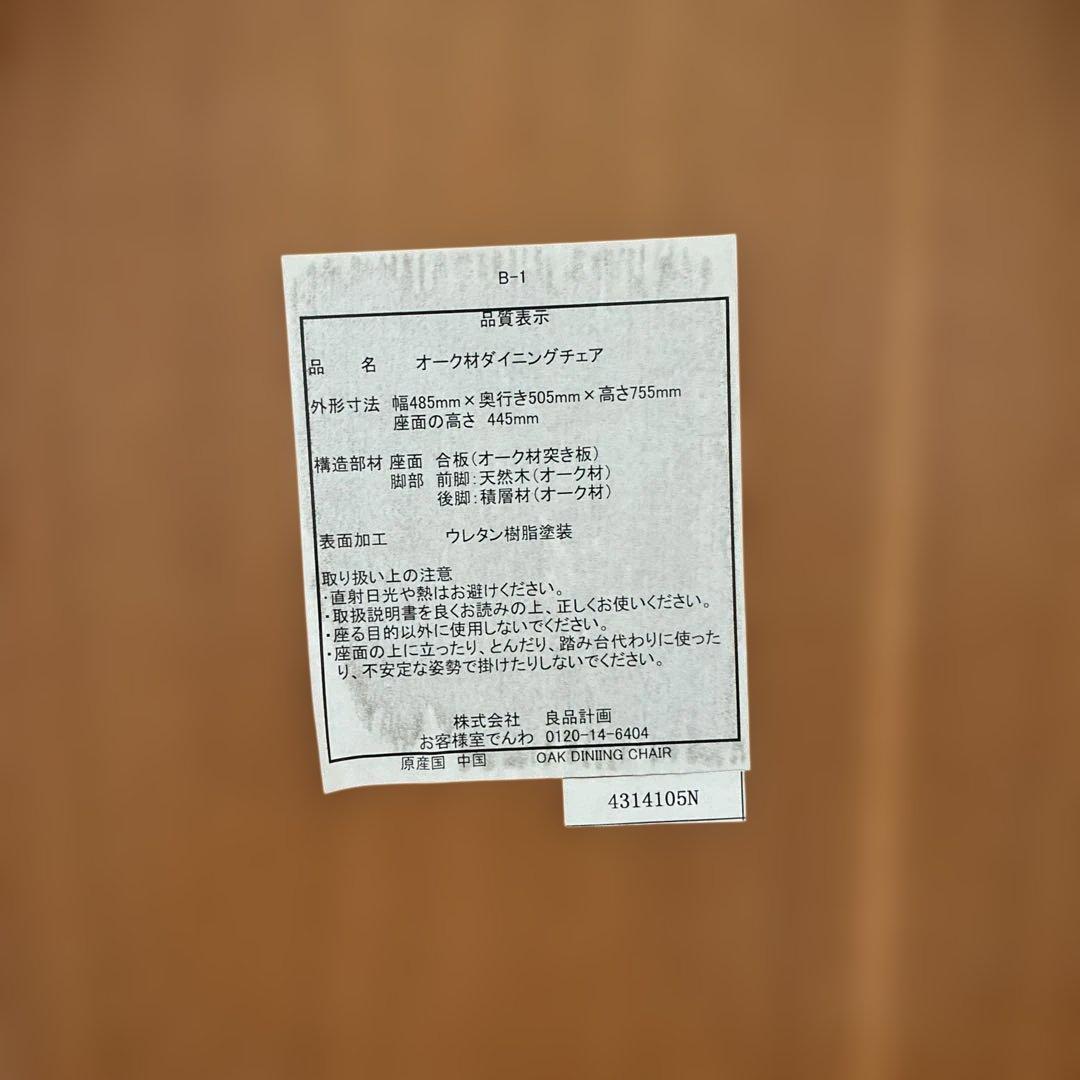 B-1
品質表示
品　名　オーク材ダイニングチェア
外形寸法 幅485mm×奥行き505mm×高さ755mm
座面の高さ 445mm
構造部材 座面 合板(オーク材突き板)
脚部 前脚:天然木(オーク材)
後脚:積層材(オーク材)
表面加工　ウレタン樹脂塗装
取り扱い上の注意
・直射日光や熱はお避けください。
・取扱説明書を良くお読みの上、正しくお使いください。
・座る目的以外に使用しないでください。
・座面の上に立ったり、とんだり、踏み台代わりに使った
り、不安定な姿勢で掛けたりしないでください。
株式会社　良品計画
お客様室でんわ 0120-14-6404
原産国 中国　OAK DINIING CHAIR
4314105N